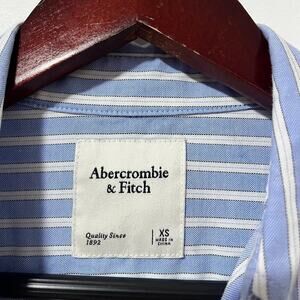 Abercrombie
& Fitch
Quality Since
1892
XS
MADE IN
CHINA